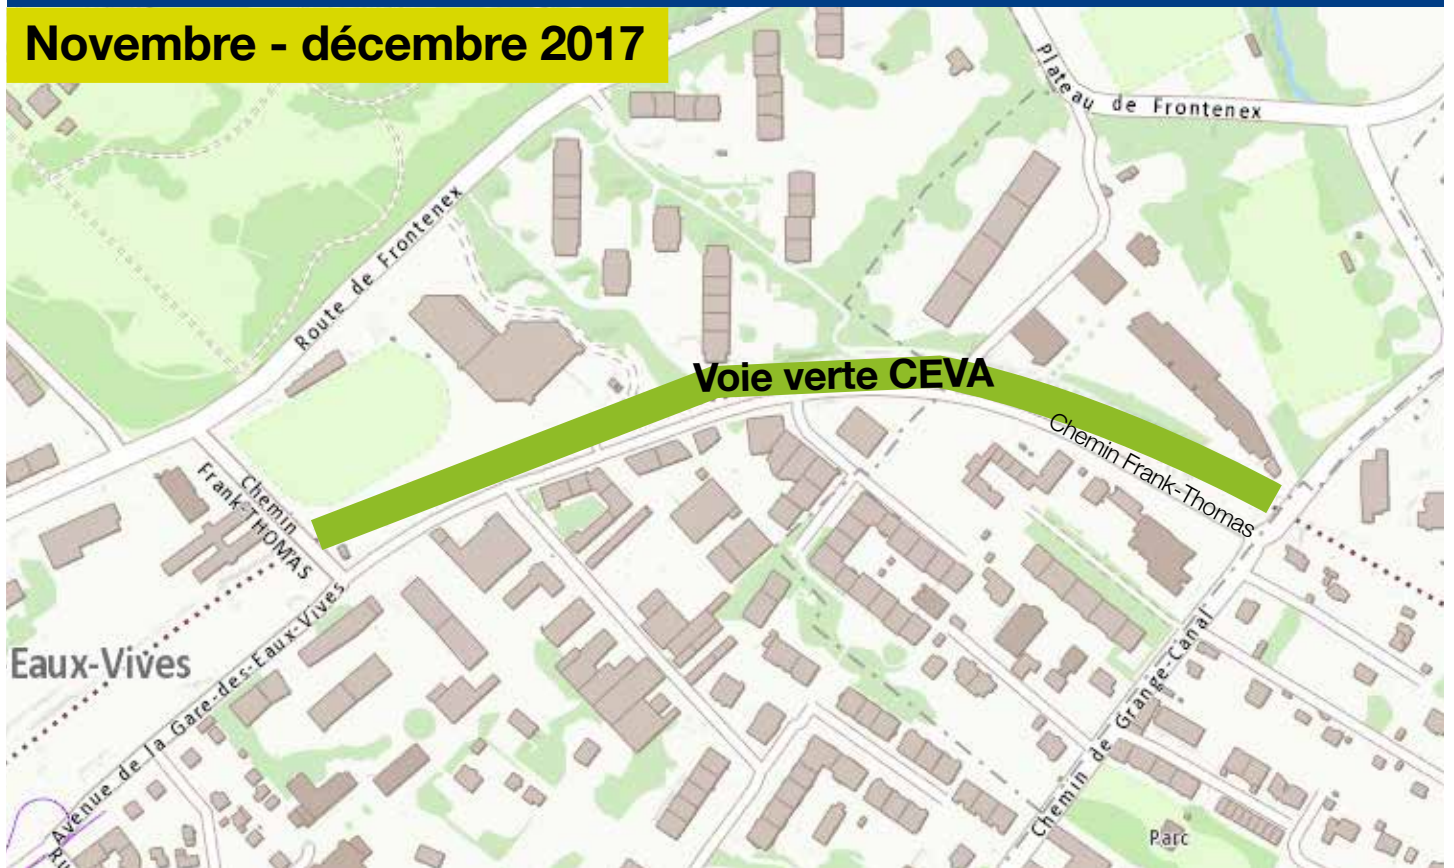 Novembre - décembre 2017
Plateau de Frontenex
Route de Frontenex
Voie verte CEVA
Chemin Frank-Thomas
Chemin
Frank-THOMAS
Eaux-Vives
Avenue de la Gare-des-Eaux-Vives
Chemin de Grange-Canal
Parc